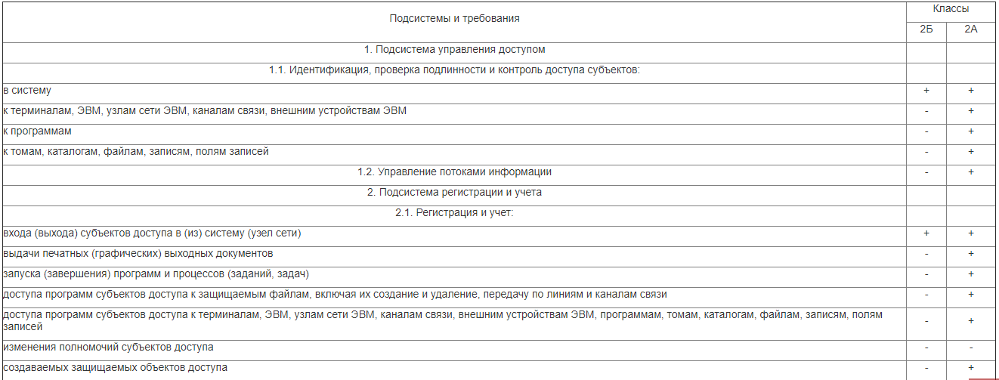 Подсистемы и требования
Классы
2Б 2А
1. Подсистема управления доступом
1.1. Идентификация, проверка подлинности и контроль доступа субъектов:
в систему + +
к терминалам, ЭВМ, узлам сети ЭВМ, каналам связи, внешним устройствам ЭВМ - +
к программам - +
к томам, каталогам, файлам, записям, полям записей - +
1.2. Управление потоками информации - +
2. Подсистема регистрации и учета
2.1. Регистрация и учет:
входа (выхода) субъектов доступа в (из) систему (узел сети) + +
выдачи печатных (графических) выходных документов - +
запуска (завершения) программ и процессов (заданий, задач) - +
доступа программ субъектов доступа к защищаемым файлам, включая их создание и удаление, передачу по линиям и каналам связи - +
доступа программ субъектов доступа к терминалам, ЭВМ, узлам сети ЭВМ, каналам связи, внешним устройствам ЭВМ, программам, томам, каталогам, файлам, записям, полям
записей - +
изменения полномочий субъектов доступа - -
создаваемых защищаемых объектов доступа - +